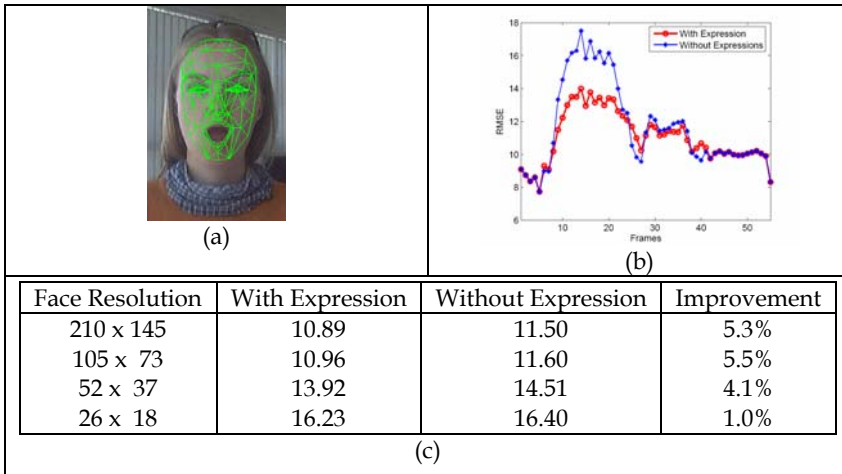 (a)
18
16
14
12
10
8
6
RMSE
With Expression
Without Expressions
10 20 30 40 50
Frames
(b)
Face Resolution With Expression Without Expression Improvement
210 x 145 10.89 11.50 5.3%
105 x 73 10.96 11.60 5.5%
52 x 37 13.92 14.51 4.1%
26 x 18 16.23 16.40 1.0%
(c)